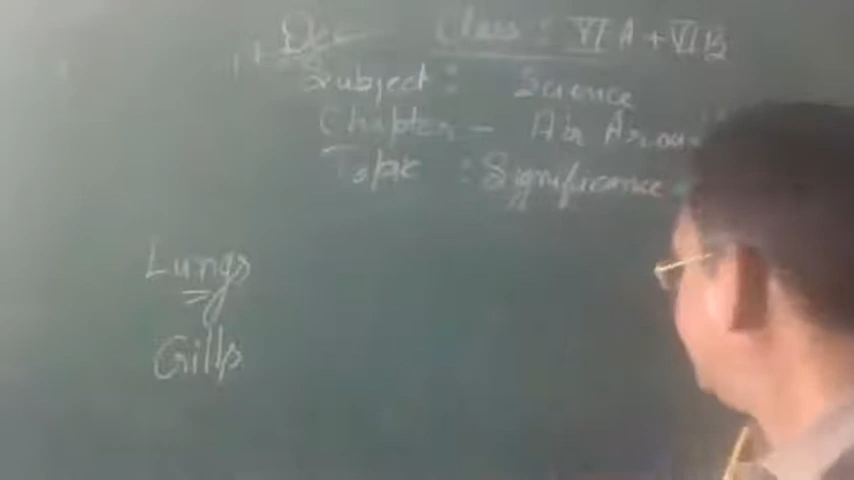 Class : VI A + VI B
Subject : Science
Chapter - Air
Topic : Significance
Lungs
Gills